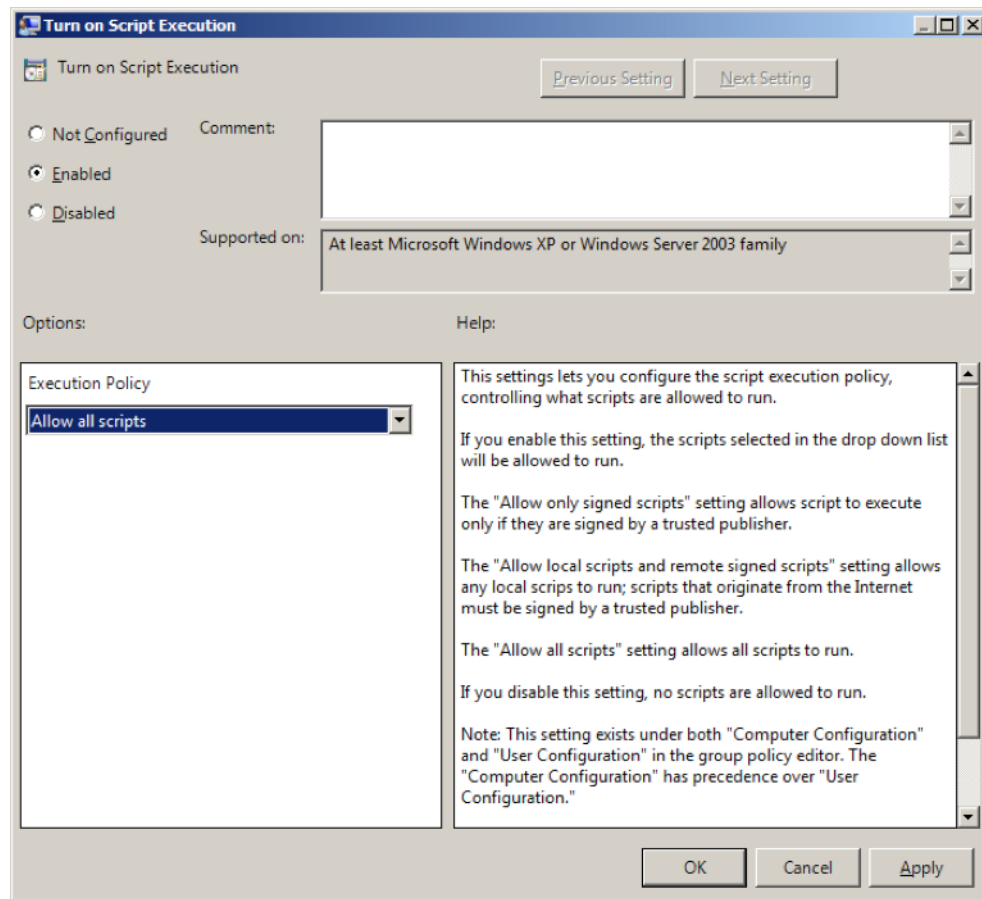 Turn on Script Execution
Turn on Script Execution
Previous Setting
Next Setting
Not Configured
Comment:
Enabled
Disabled
Supported on:
At least Microsoft Windows XP or Windows Server 2003 family
Options:
Help:
Execution Policy
Allow all scripts
This settings lets you configure the script execution policy,
controlling what scripts are allowed to run.
If you enable this setting, the scripts selected in the drop down list
will be allowed to run.
The "Allow only signed scripts" setting allows script to execute
only if they are signed by a trusted publisher.
The "Allow local scripts and remote signed scripts" setting allows
any local scrips to run; scripts that originate from the Internet
must be signed by a trusted publisher.
The "Allow all scripts" setting allows all scripts to run.
If you disable this setting, no scripts are allowed to run.
Note: This setting exists under both "Computer Configuration"
and "User Configuration" in the group policy editor. The
"Computer Configuration" has precedence over "User
Configuration."
OK
Cancel
Apply